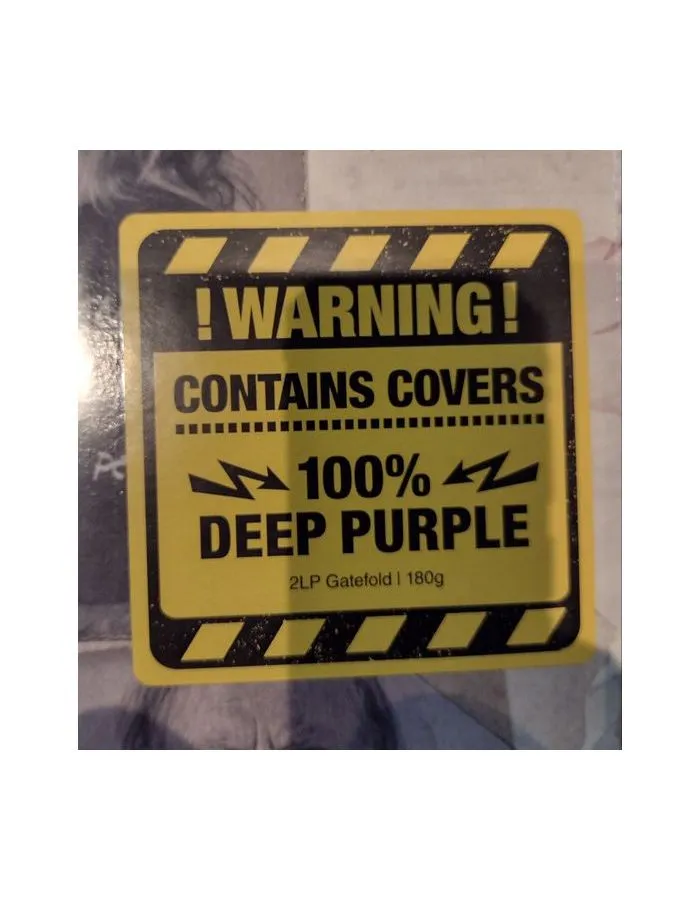 ! WARNING !
CONTAINS COVERS
100%
DEEP PURPLE
2LP Gatefold | 180g